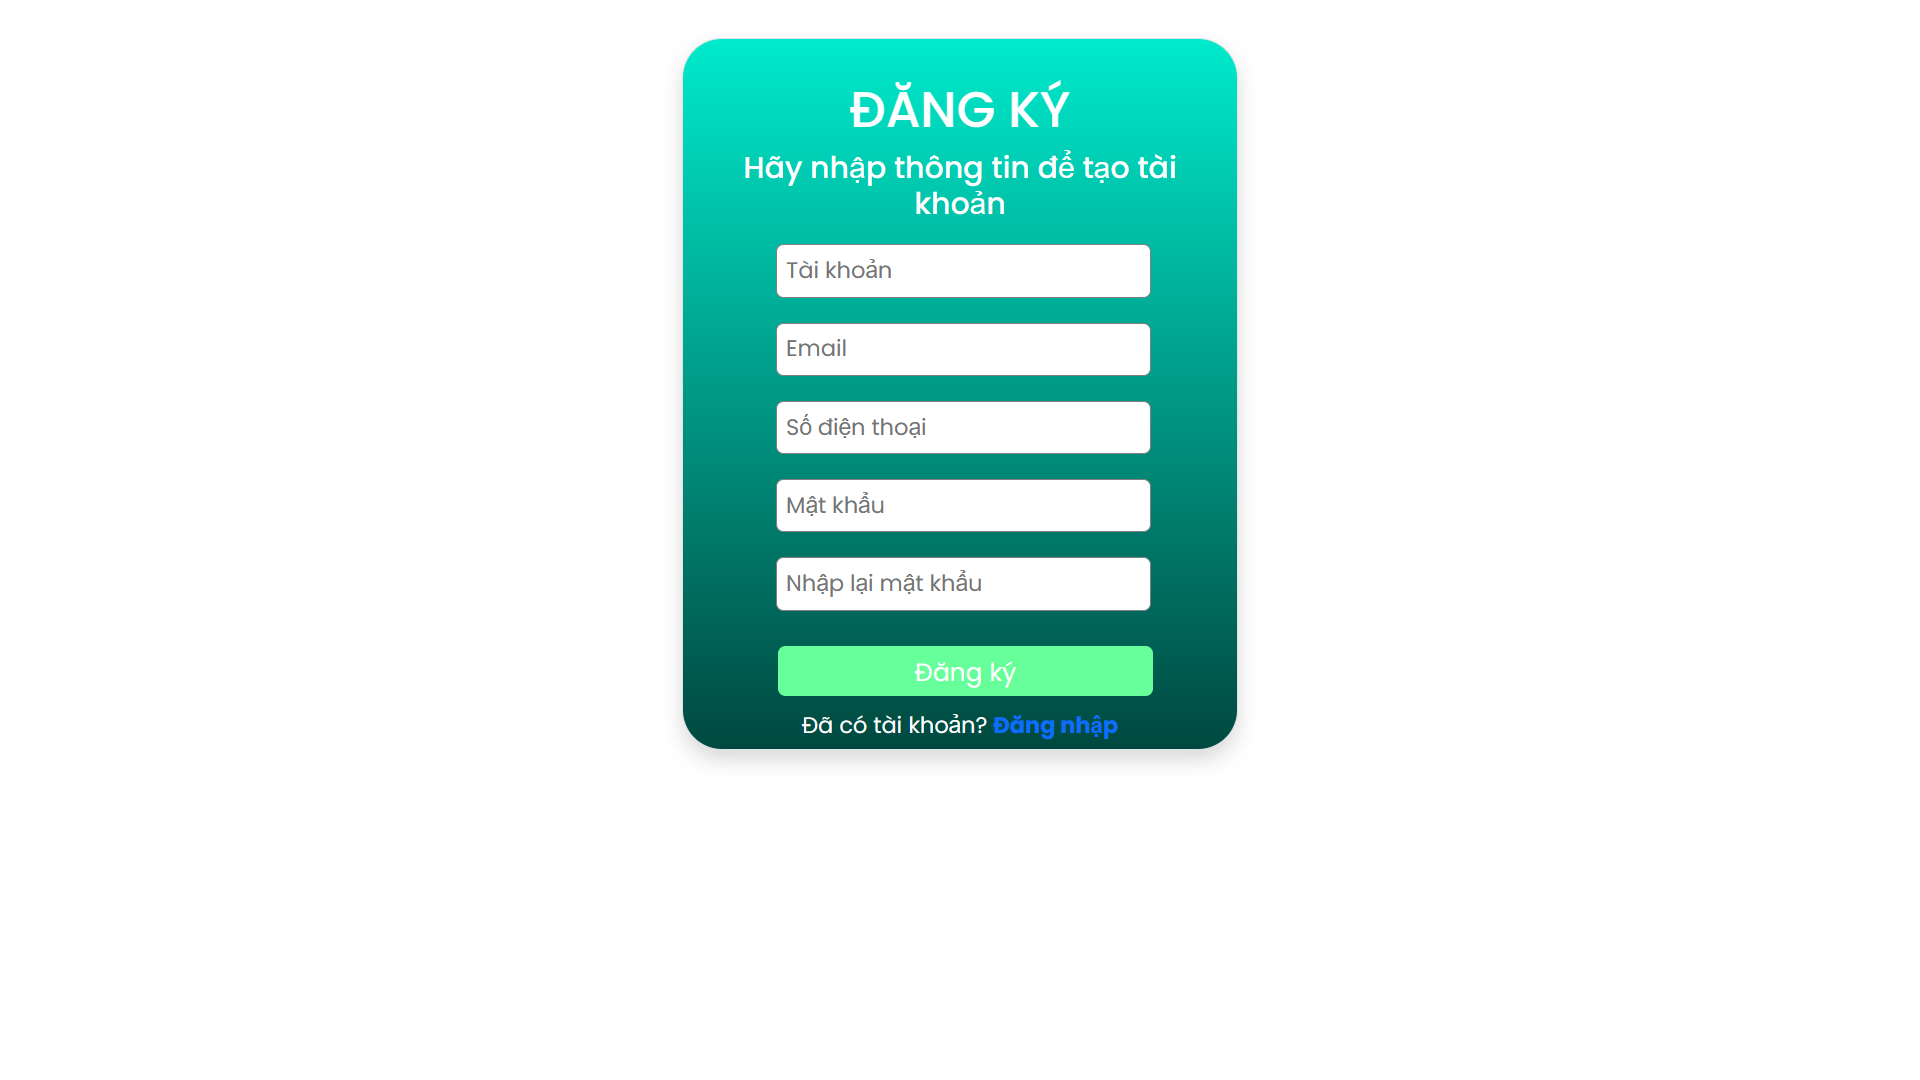 ĐĂNG KÝ
Hãy nhập thông tin để tạo tài
khoản
Tài khoản
Email
Số điện thoại
Mật khẩu
Nhập lại mật khẩu
Đăng ký
Đã có tài khoản? Đăng nhập